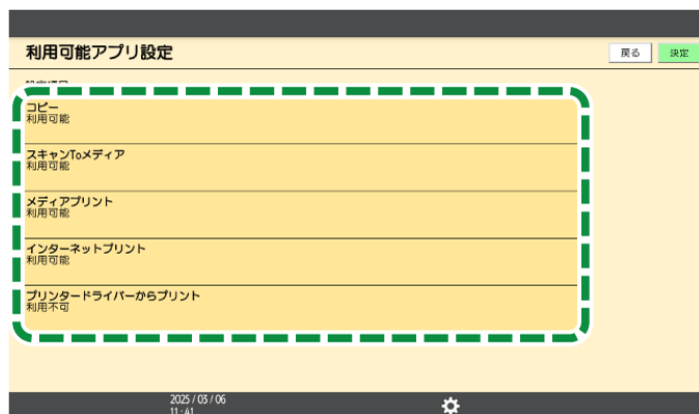 利用可能アプリ設定
戻る
決定
コピー
利用可能
スキャンToメディア
利用可能
メディアプリント
利用可能
インターネットプリント
利用可能
プリンタードライバーからプリント
利用不可
2025 / 03 / 06
11 : 41